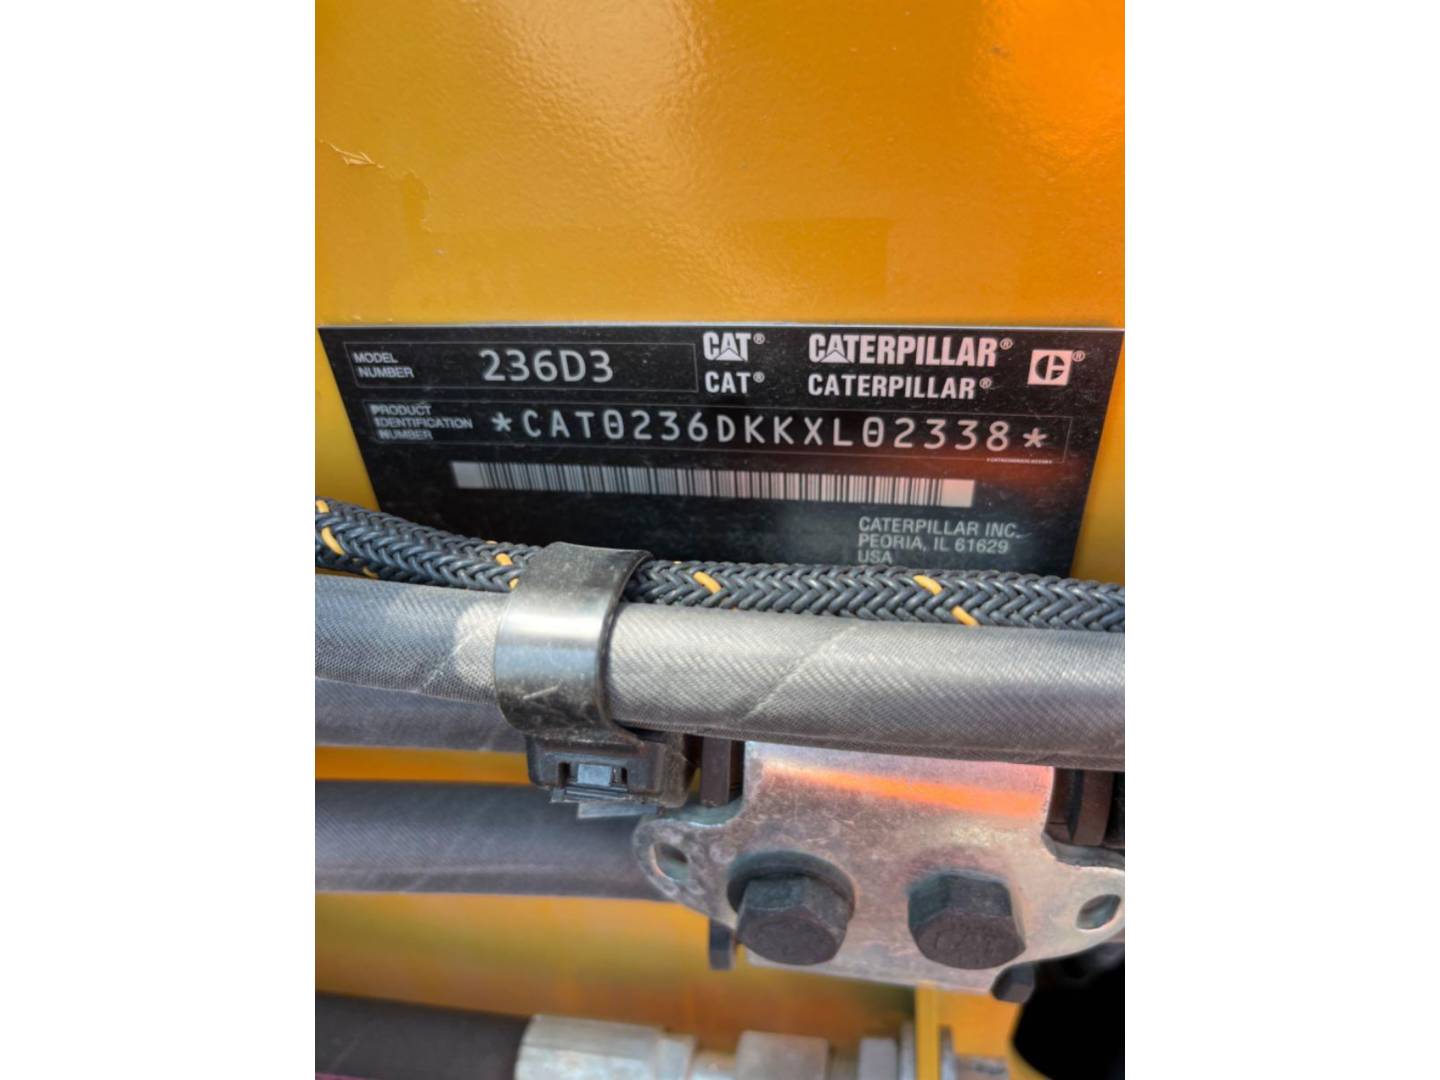 MODEL NUMBER 236D3 CAT® CATERPILLAR® ®
CAT® CATERPILLAR®
PRODUCT IDENTIFICATION NUMBER *CAT0236DKKXL02338*
CATERPILLAR INC.
PEORIA, IL 61629
USA